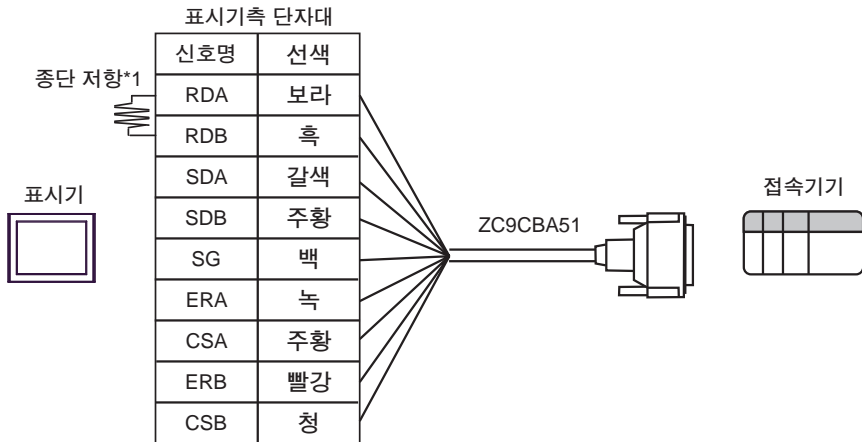 표시기측 단자대
신호명 선색
종단 저항*1
RDA 보라
RDB 흑
SDA 갈색
표시기
SDB 주황
접속기기
ZC9CBA51
SG 백
ERA 녹
CSA 주황
ERB 빨강
CSB 청